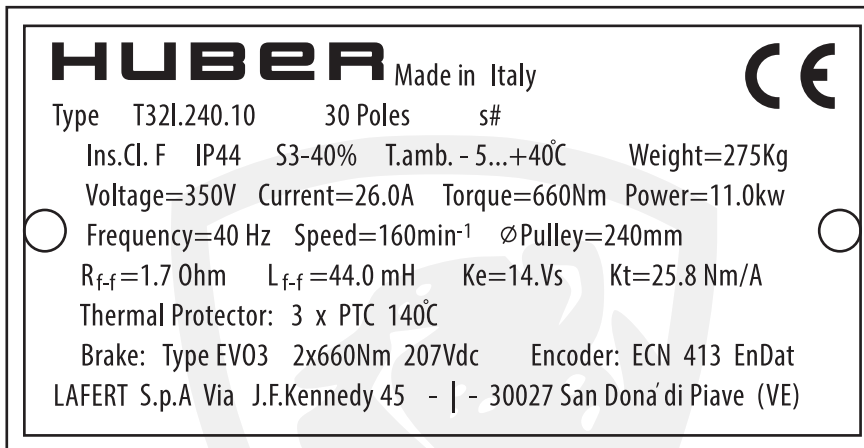 HUBER Made in Italy CE
Type T32I.240.10 30 Poles s#
Ins.Cl. F IP44 S3-40% T.amb. - 5...+40°C Weight=275Kg
Voltage=350V Current=26.0A Torque=660Nm Power=11.0kw
Frequency=40 Hz Speed=160min-1 ØPulley=240mm
Rf-f=1.7 Ohm Lf-f=44.0 mH Ke=14.Vs Kt=25.8 Nm/A
Thermal Protector: 3 x PTC 140°C
Brake: Type EVO3 2x660Nm 207Vdc Encoder: ECN 413 EnDat
LAFERT S.p.A Via J.F.Kennedy 45 - | - 30027 San Dona´di Piave (VE)